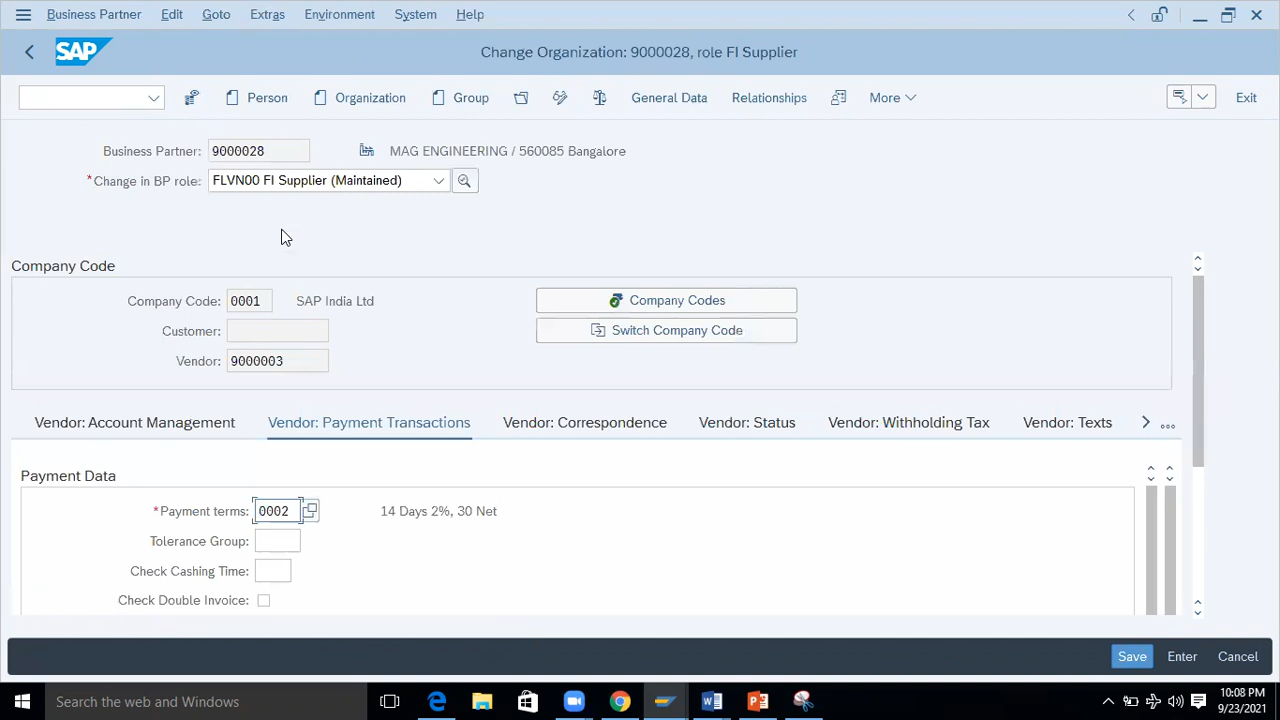 Business Partner Edit Goto Extras Environment System Help
SAP Change Organization: 9000028, role FI Supplier
Person Organization Group General Data Relationships More Exit
Business Partner: 9000028 MAG ENGINEERING / 560085 Bangalore
*Change in BP role: FLVN00 FI Supplier (Maintained)
Company Code
Company Code: 0001 SAP India Ltd Company Codes
Customer: Switch Company Code
Vendor: 9000003
Vendor: Account Management Vendor: Payment Transactions Vendor: Correspondence Vendor: Status Vendor: Withholding Tax Vendor: Texts
Payment Data
*Payment terms: 0002 14 Days 2%, 30 Net
Tolerance Group:
Check Cashing Time:
Check Double Invoice:
Save Enter Cancel
Search the web and Windows
10:08 PM
9/23/2021